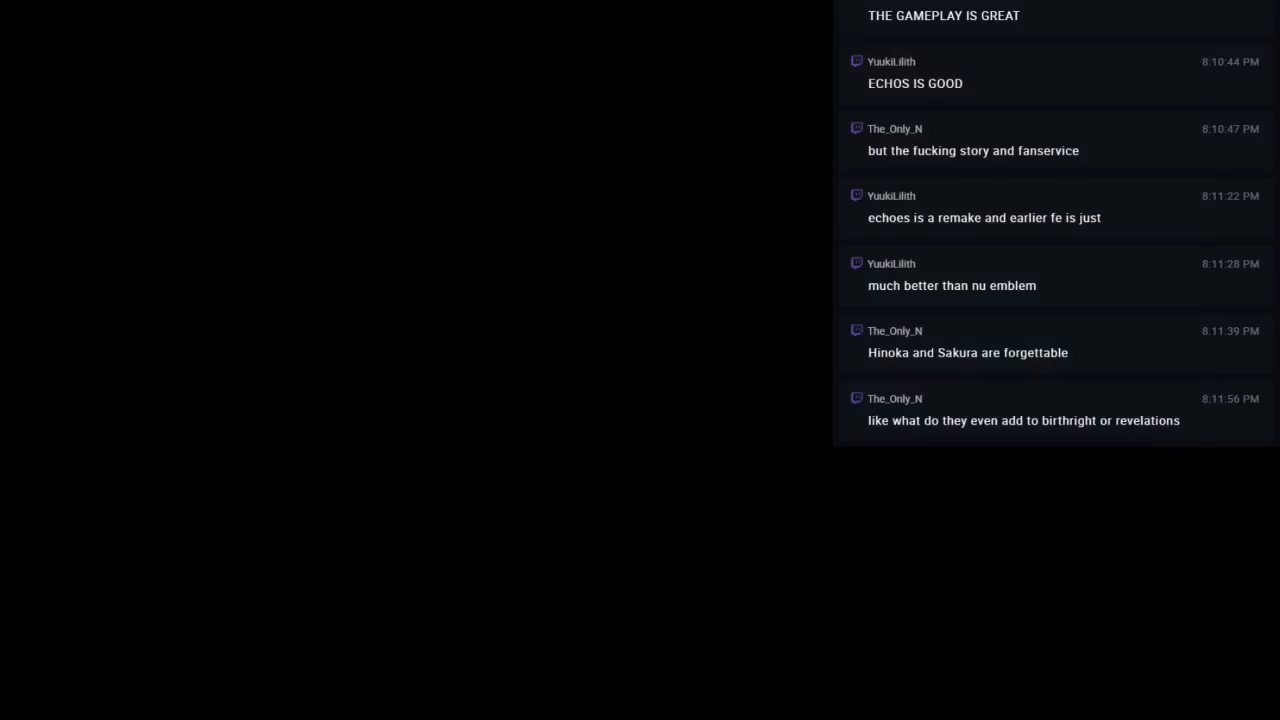 THE GAMEPLAY IS GREAT
YuukiLilith 8:10:44 PM
ECHOS IS GOOD
The_Only_N 8:10:47 PM
but the fucking story and fanservice
YuukiLilith 8:11:22 PM
echoes is a remake and earlier fe is just
YuukiLilith 8:11:28 PM
much better than nu emblem
The_Only_N 8:11:39 PM
Hinoka and Sakura are forgettable
The_Only_N 8:11:56 PM
like what do they even add to birthright or revelations